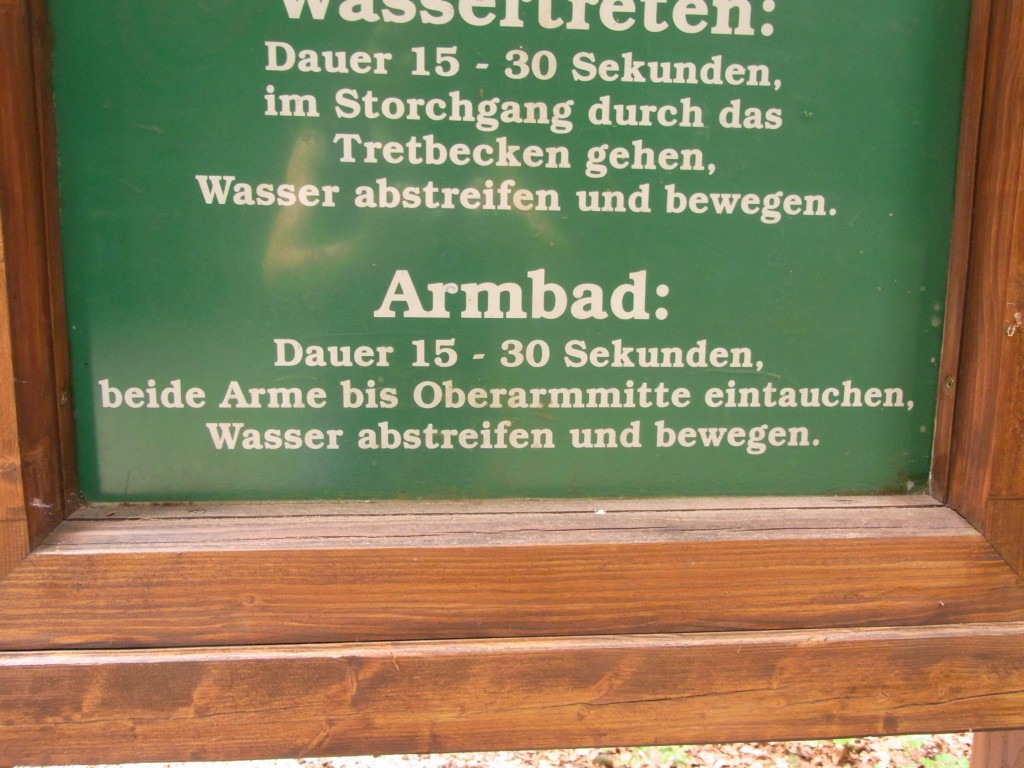 Wassertreten:
Dauer 15 - 30 Sekunden,
im Storchgang durch das
Tretbecken gehen,
Wasser abstreifen und bewegen.
Armbad:
Dauer 15 - 30 Sekunden,
beide Arme bis Oberarmmitte eintauchen,
Wasser abstreifen und bewegen.